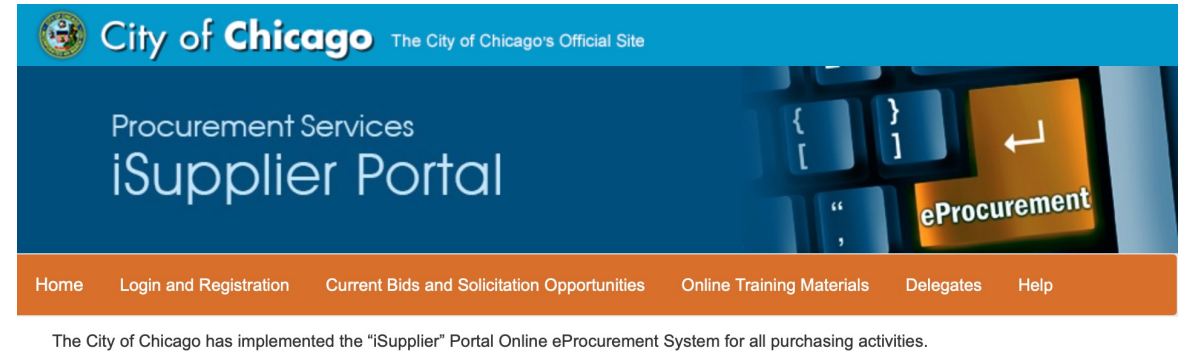 City of Chicago The City of Chicago's Official Site
Procurement Services
iSupplier Portal
{ }
[ ]
“
,
eProcurement
Home Login and Registration Current Bids and Solicitation Opportunities Online Training Materials Delegates Help
The City of Chicago has implemented the “iSupplier” Portal Online eProcurement System for all purchasing activities.